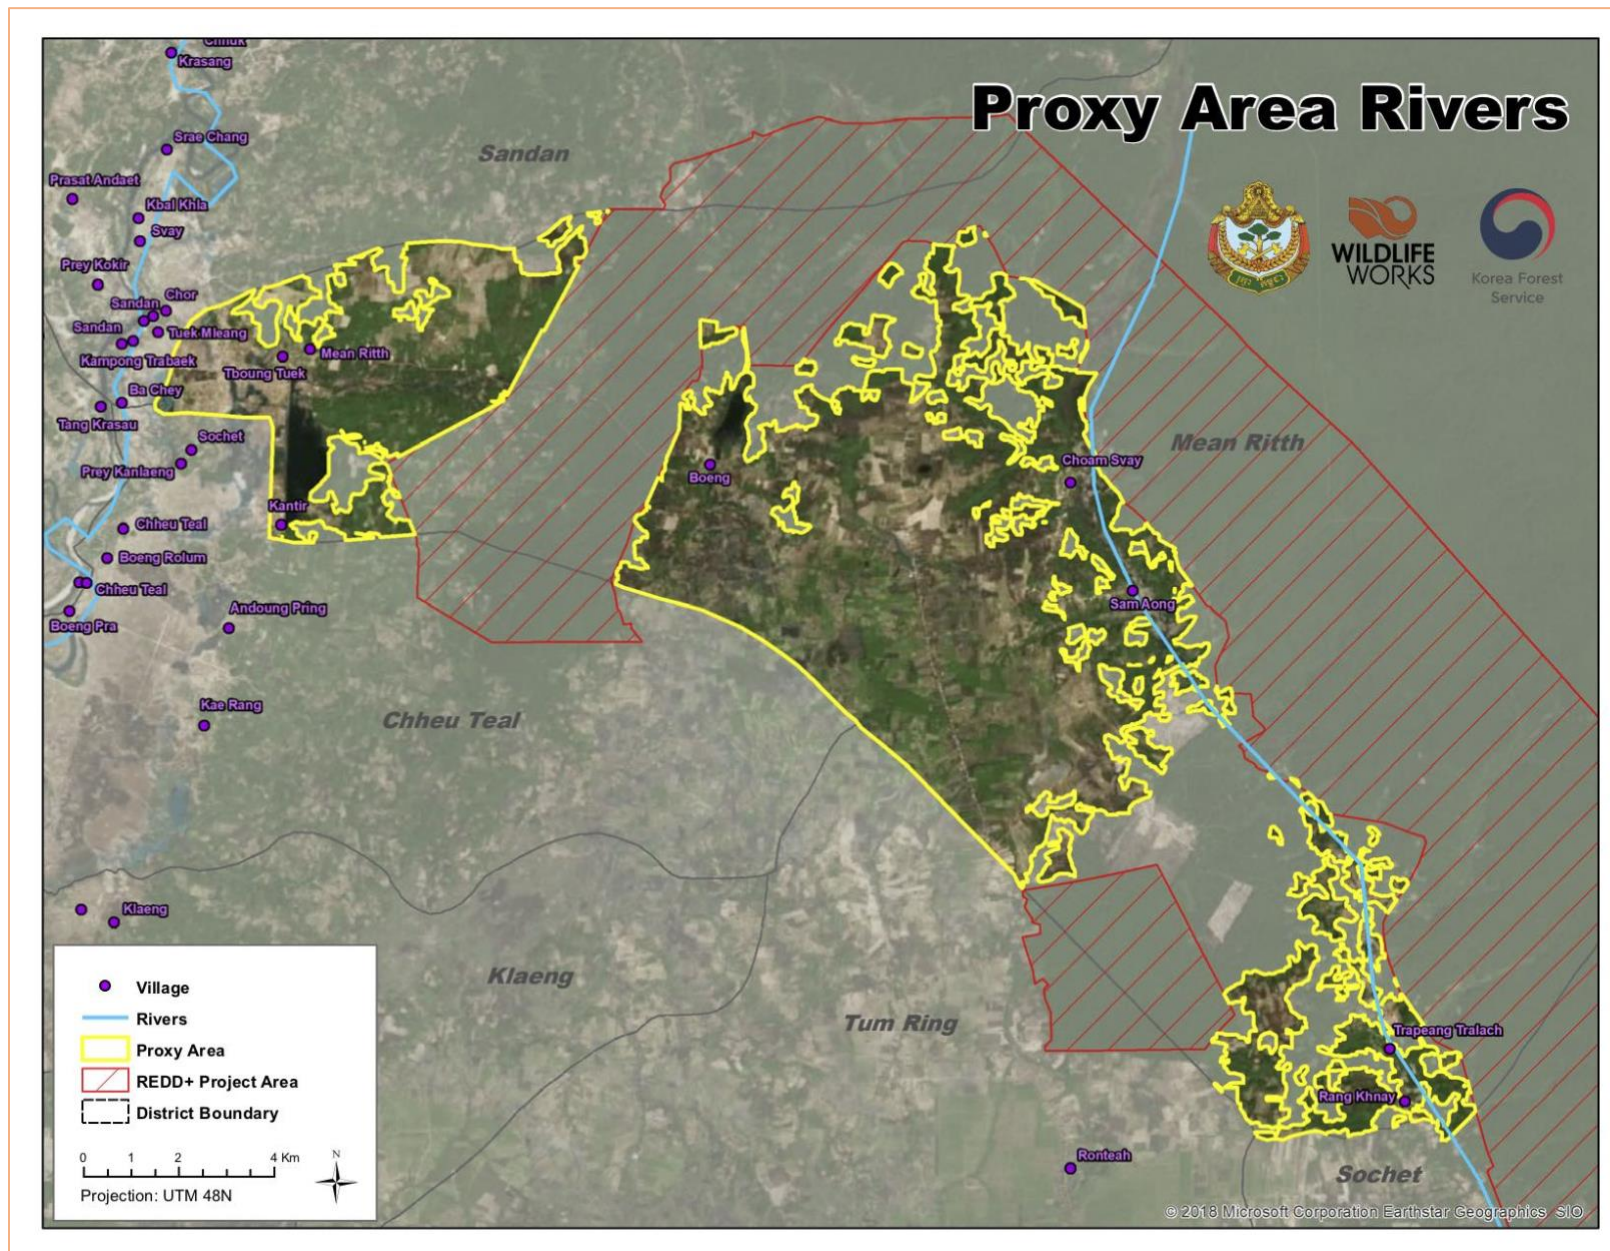 Proxy Area Rivers
Chhuk
Krasang
Srae Chang
Sandan
Prasat Andaet
Kbal Khla
Svay
Prey Kokir
WILDLIFE
WORKS
Korea Forest
Service
Chor
Sandan
Sandan
Tuek Mleang
Mean Ritth
Kampong Trabaek
Tboung Tuek
Ba Chey
Tang Krasau
Sochet
Mean Ritth
Choam Svay
Prey Kanlaeng
Boeng
Kantir
Chheu Teal
Boeng Rolum
Chheu Teal
Sam Aong
Andoung Pring
Boeng Pra
Kae Rang
Chheu Teal
Klaeng
Klaeng
Tum Ring
Trapeang Tralach
Rang Khnay
Ronteah
Sochet
Village
Rivers
Proxy Area
REDD+ Project Area
District Boundary
0 1 2 4 Km
N
Projection: UTM 48N
© 2018 Microsoft Corporation Earthstar Geographics SIO